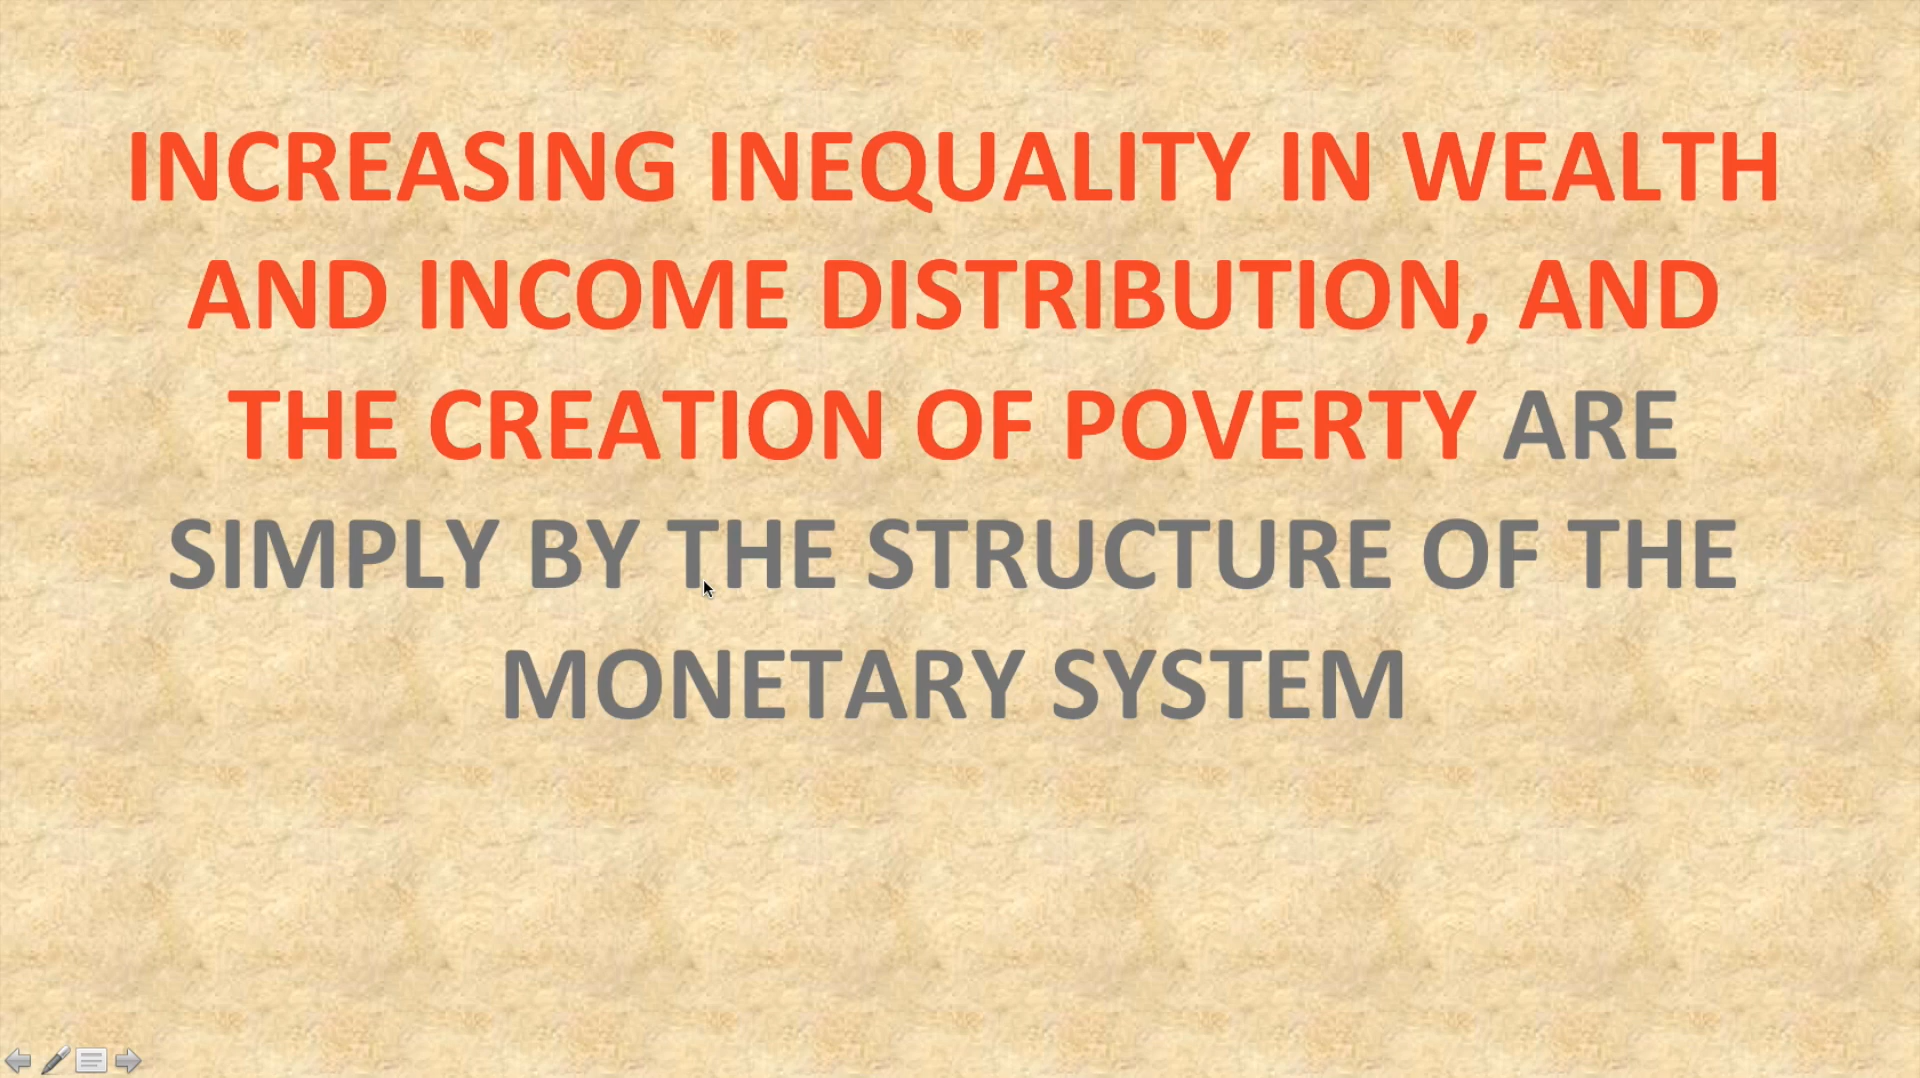 INCREASING INEQUALITY IN WEALTH
AND INCOME DISTRIBUTION, AND
THE CREATION OF POVERTY ARE
SIMPLY BY THE STRUCTURE OF THE
MONETARY SYSTEM